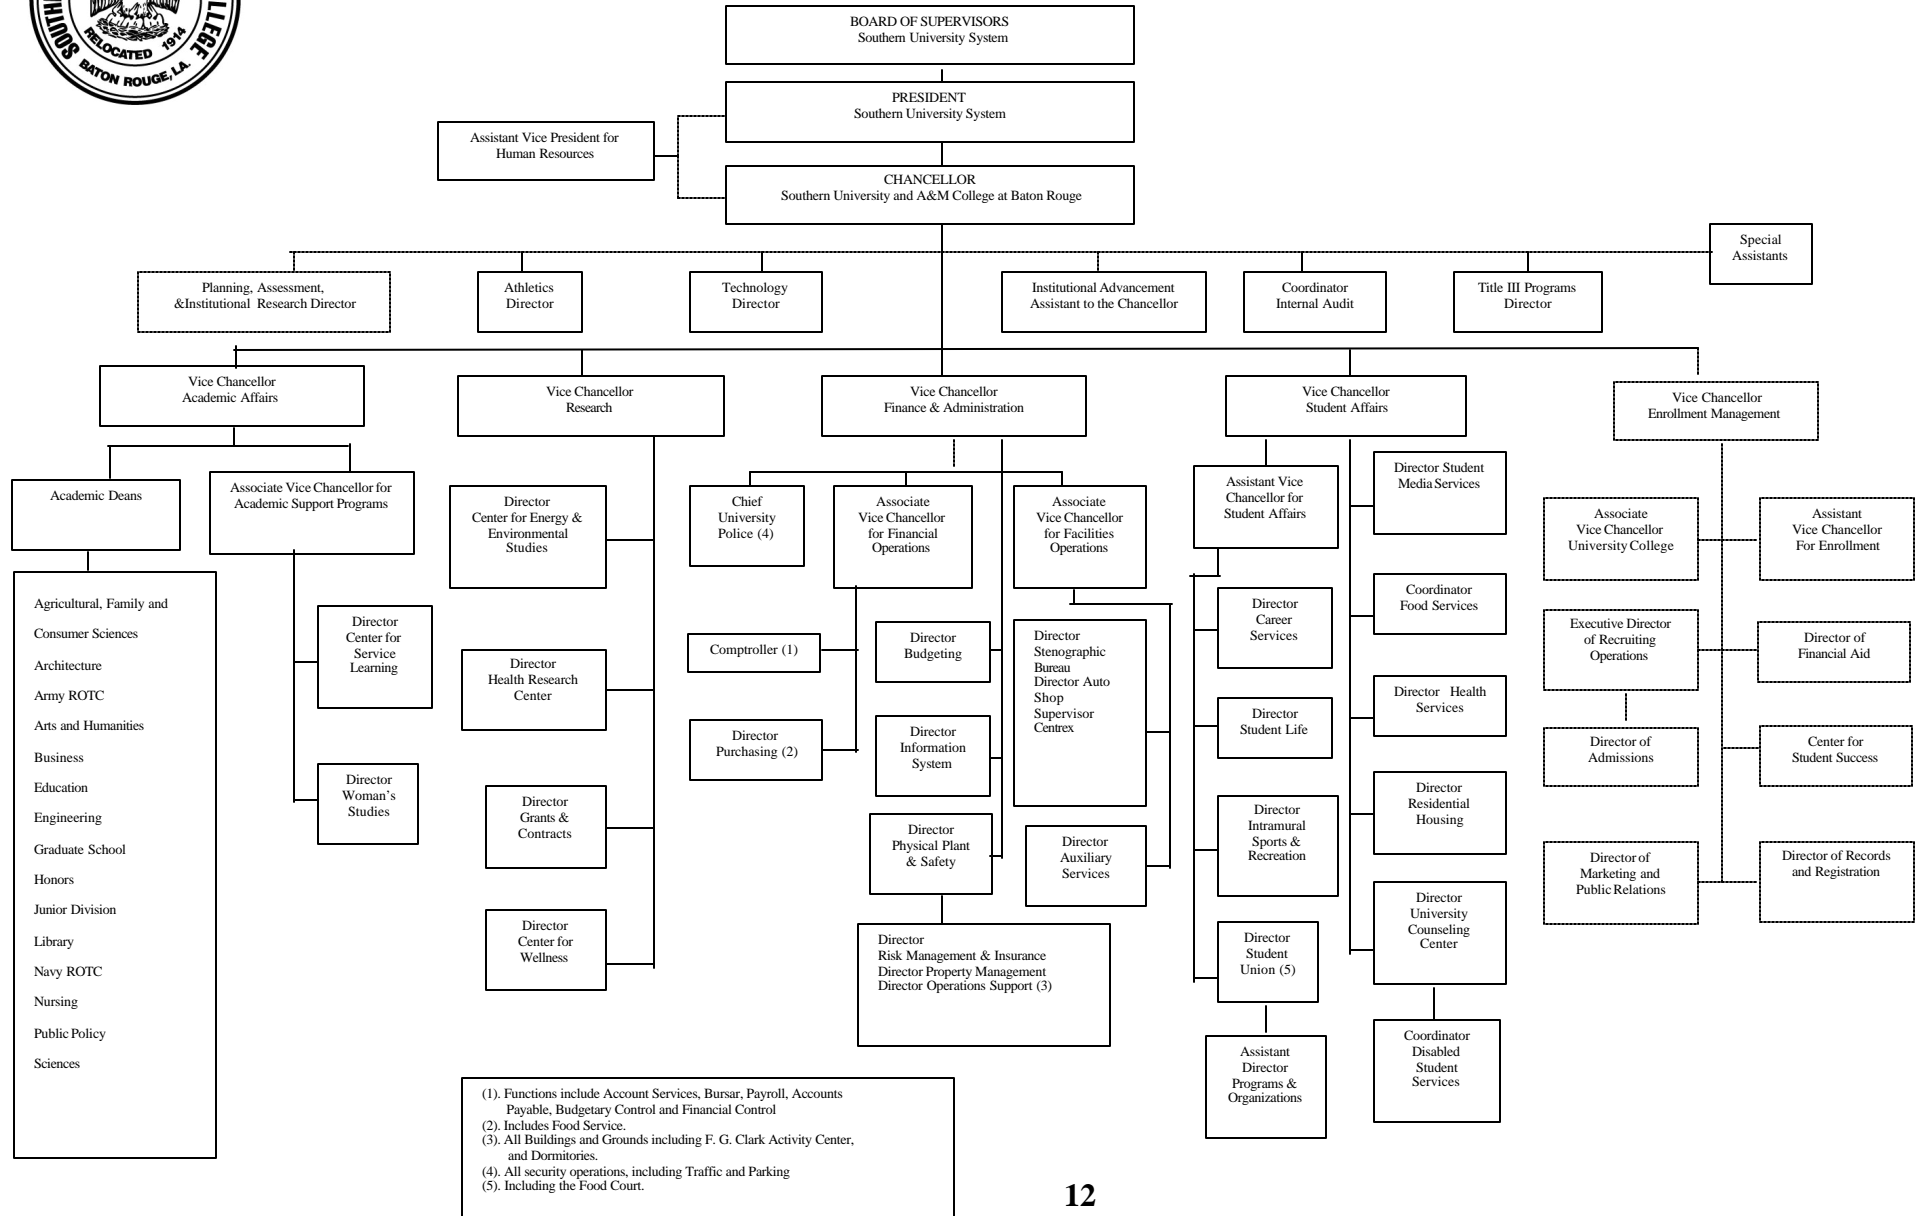 SOUTH
LLEGE
RELOCATED 1914
BATON ROUGE, LA.
BOARD OF SUPERVISORS
Southern University System
PRESIDENT
Southern University System
Assistant Vice President for
Human Resources
CHANCELLOR
Southern University and A&M College at Baton Rouge
Special
Assistants
Planning, Assessment,
&Institutional Research Director
Athletics
Director
Technology
Director
Institutional Advancement
Assistant to the Chancellor
Coordinator
Internal Audit
Title III Programs
Director
Vice Chancellor
Academic Affairs
Vice Chancellor
Research
Vice Chancellor
Finance & Administration
Vice Chancellor
Student Affairs
Vice Chancellor
Enrollment Management
Academic Deans
Associate Vice Chancellor for
Academic Support Programs
Agricultural, Family and
Consumer Sciences
Architecture
Army ROTC
Arts and Humanities
Business
Education
Engineering
Graduate School
Honors
Junior Division
Library
Navy ROTC
Nursing
Public Policy
Sciences
Director
Center for
Service
Learning
Director
Woman's
Studies
Director
Center for Energy &
Environmental
Studies
Director
Health Research
Center
Director
Grants &
Contracts
Director
Center for
Wellness
Chief
University
Police (4)
Associate
Vice Chancellor
for Financial
Operations
Associate
Vice Chancellor
for Facilities
Operations
Comptroller (1)
Director
Purchasing (2)
Director
Budgeting
Director
Information
System
Director
Physical Plant
& Safety
Director
Risk Management & Insurance
Director Property Management
Director Operations Support (3)
Director
Stenographic
Bureau
Director Auto
Shop
Supervisor
Centrex
Director
Auxiliary
Services
Assistant Vice
Chancellor for
Student Affairs
Director
Career
Services
Director
Student Life
Director
Intramural
Sports &
Recreation
Director
Student
Union (5)
Assistant
Director
Programs &
Organizations
Director Student
Media Services
Coordinator
Food Services
Director Health
Services
Director
Residential
Housing
Director
University
Counseling
Center
Coordinator
Disabled
Student
Services
Associate
Vice Chancellor
University College
Assistant
Vice Chancellor
For Enrollment
Executive Director
of Recruiting
Operations
Director of
Financial Aid
Director of
Admissions
Center for
Student Success
Director of
Marketing and
Public Relations
Director of Records
and Registration
(1). Functions include Account Services, Bursar, Payroll, Accounts
Payable, Budgetary Control and Financial Control
(2). Includes Food Service.
(3). All Buildings and Grounds including F. G. Clark Activity Center,
and Dormitories.
(4). All security operations, including Traffic and Parking
(5). Including the Food Court.
12